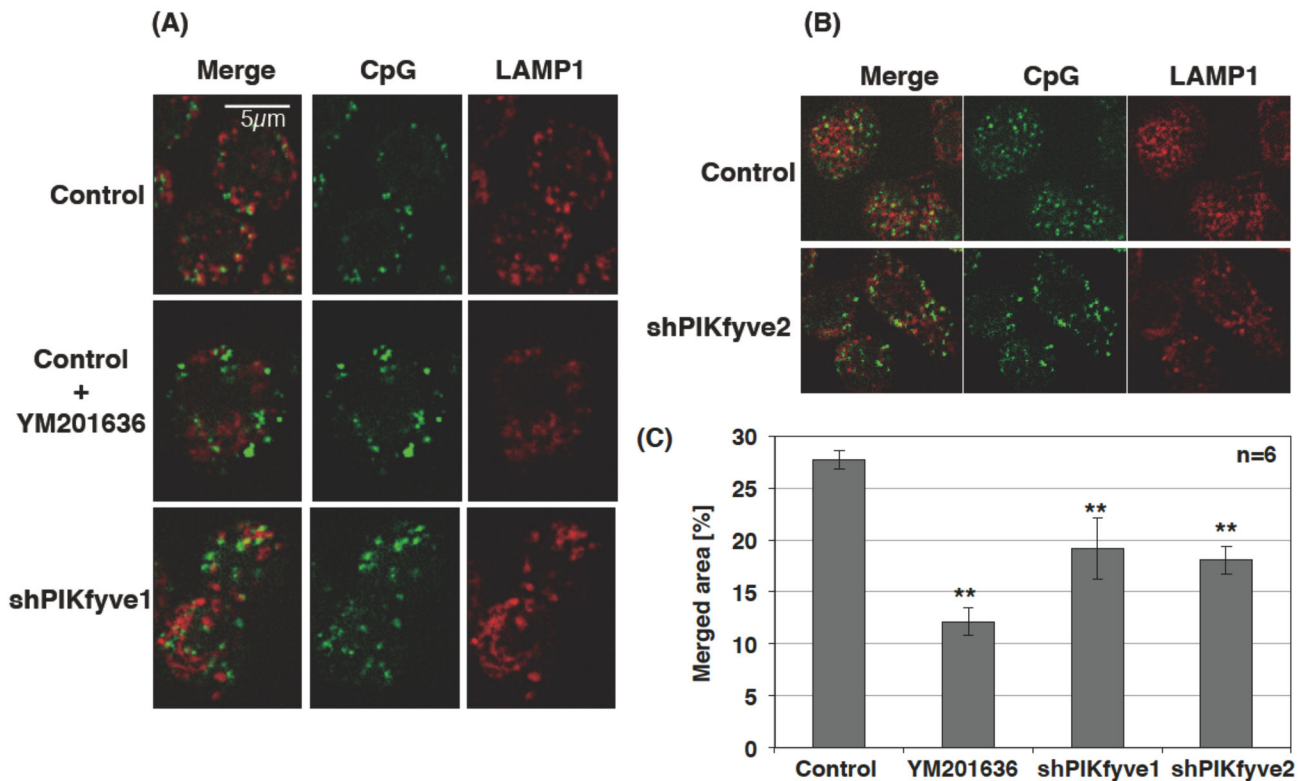 (A)
Merge CpG LAMP1
5μm
Control
Control
+
YM201636
shPIKfyve1
(B)
Merge CpG LAMP1
Control
shPIKfyve2
(C)
n=6
Merged area [%]
30
25
20
15
10
5
0
**
**
**
Control YM201636 shPIKfyve1 shPIKfyve2